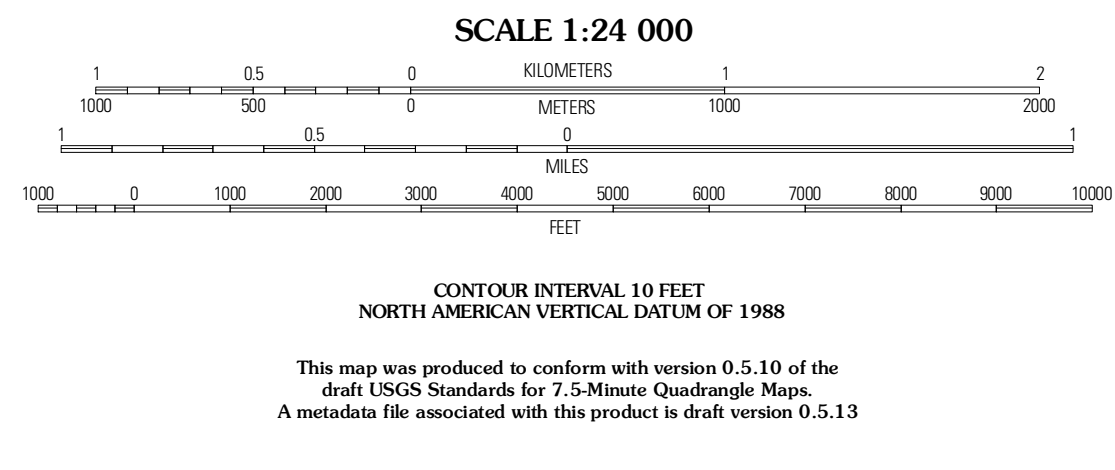 SCALE 1:24 000
1 0.5 0 KILOMETERS 1 2
1000 500 0 METERS 1000 2000
1 0.5 0 1
MILES
1000 0 1000 2000 3000 4000 5000 6000 7000 8000 9000 10000
FEET
CONTOUR INTERVAL 10 FEET
NORTH AMERICAN VERTICAL DATUM OF 1988
This map was produced to conform with version 0.5.10 of the
draft USGS Standards for 7.5-Minute Quadrangle Maps.
A metadata file associated with this product is draft version 0.5.13